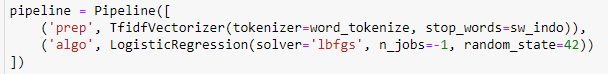 pipeline = Pipeline([
    ('prep', TfidfVectorizer(tokenizer=word_tokenize, stop_words=sw_indo)),
    ('algo', LogisticRegression(solver='lbfgs', n_jobs=-1, random_state=42))
])